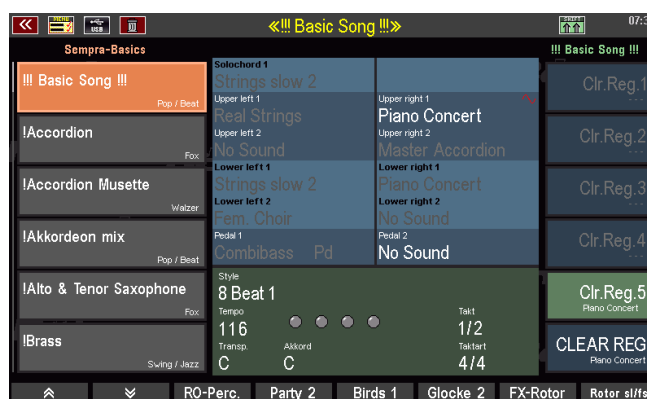 MENU
USB
«!!! Basic Song !!!»
SHIFT
07:3
Sempra-Basics
!!! Basic Song !!!
!!! Basic Song !!!
Pop / Beat
!Accordion
Fox
!Accordion Musette
Walzer
!Akkordeon mix
Pop / Beat
!Alto & Tenor Saxophone
Fox
!Brass
Swing / Jazz
Solochord 1
Strings slow 2
Upper left 1
Real Strings
Upper right 1
Piano Concert
Upper left 2
No Sound
Upper right 2
Master Accordion
Lower left 1
Strings slow 2
Lower right 1
Piano Concert
Lower left 2
Fem. Choir
Lower right 2
No Sound
Pedal 1
Combibass Pd
Pedal 2
No Sound
Style
8 Beat 1
Tempo
116
Takt
1/2
Transp.
C
Akkord
C
Taktart
4/4
Clr.Reg.1
---
Clr.Reg.2
---
Clr.Reg.3
---
Clr.Reg.4
---
Clr.Reg.5
Piano Concert
CLEAR REG
Piano Concert
RO-Perc. Party 2 Birds 1 Glocke 2 FX-Rotor Rotor sl/fs